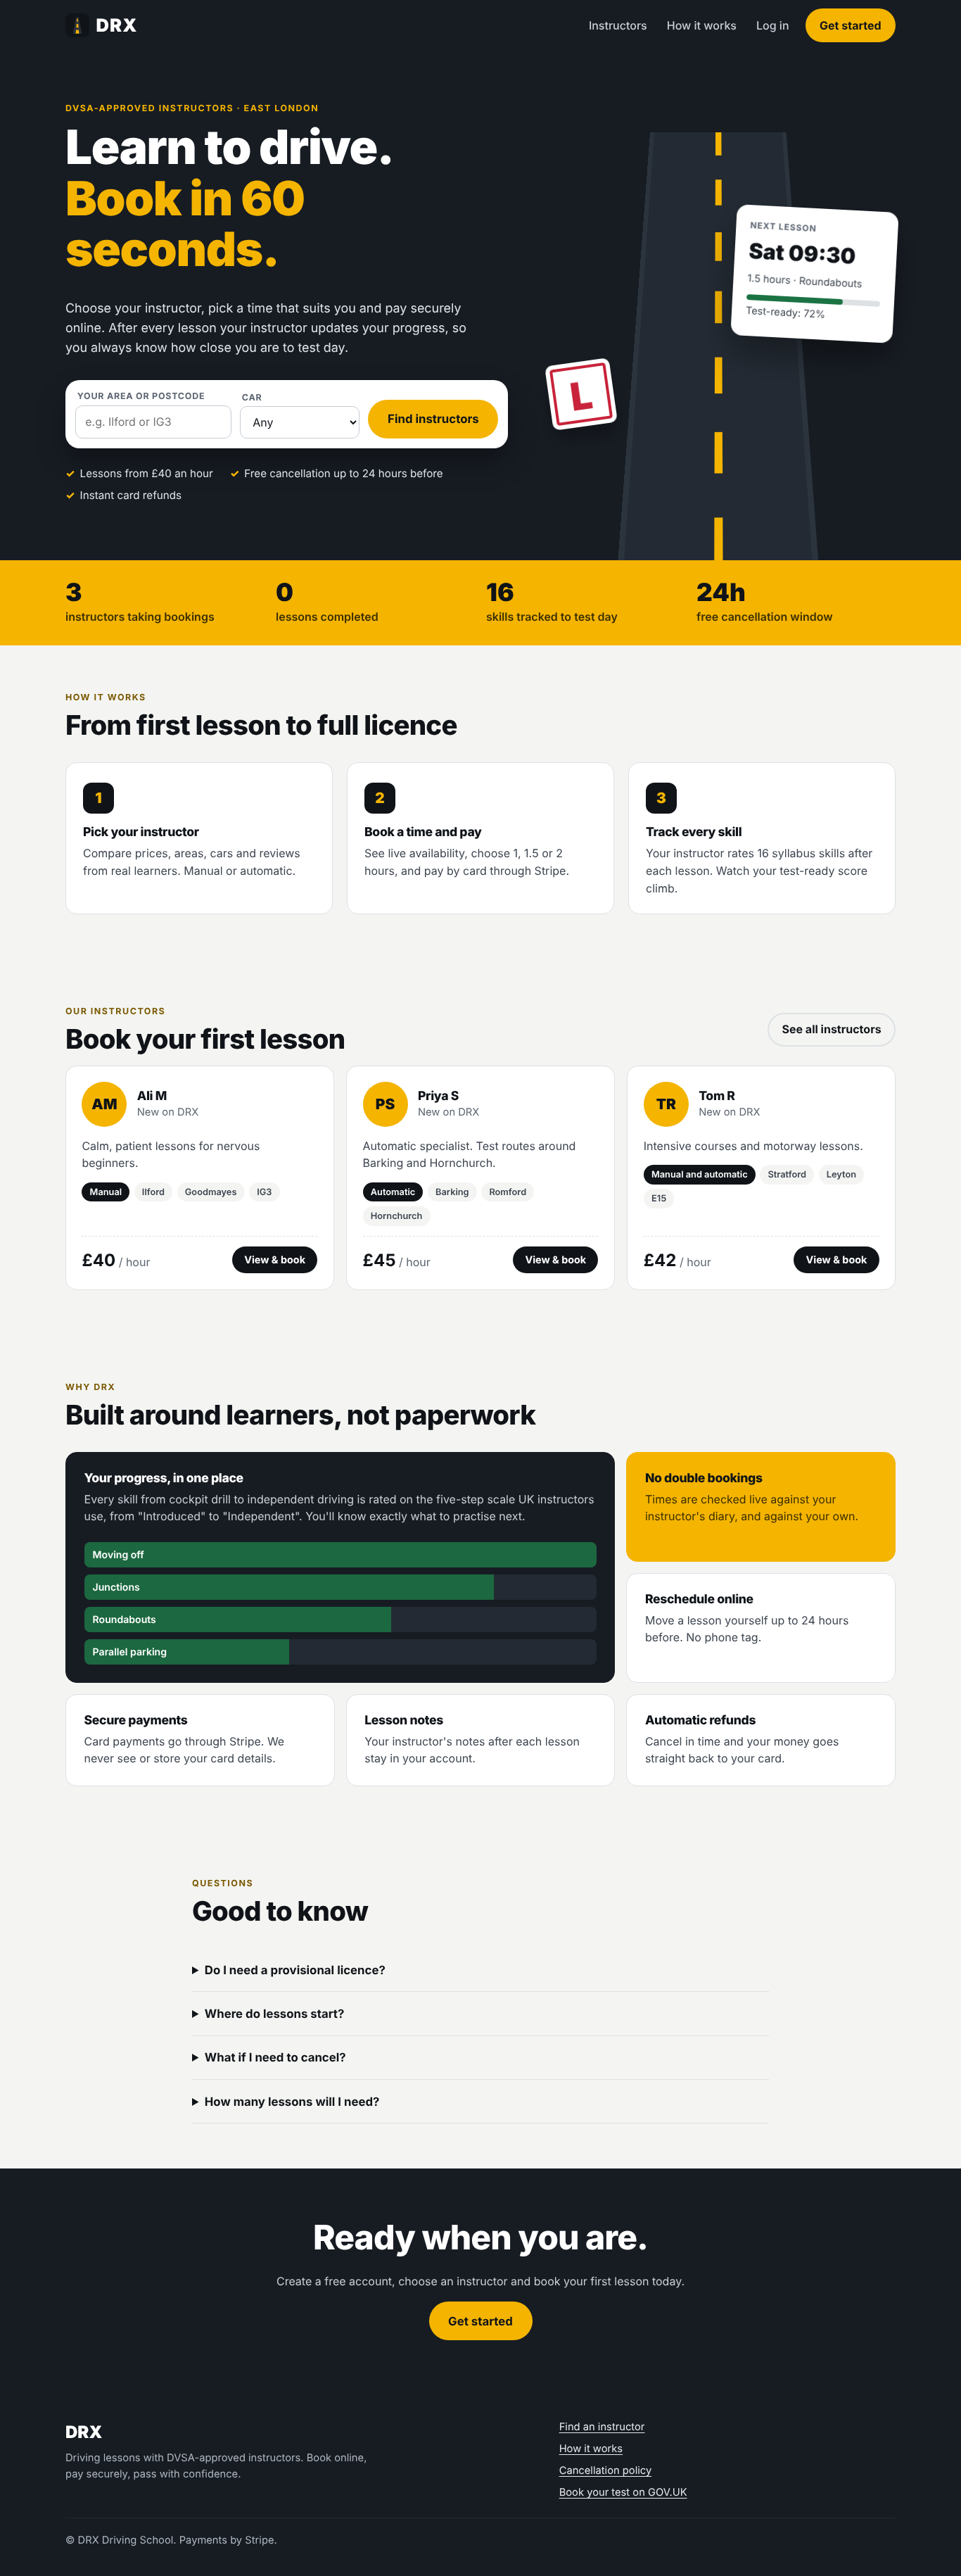 DRX
Instructors
How it works
Log in
Get started
DVSA-APPROVED INSTRUCTORS · EAST LONDON
Learn to drive.
Book in 60
seconds.
Choose your instructor, pick a time that suits you and pay securely
online. After every lesson your instructor updates your progress, so
you always know how close you are to test day.
YOUR AREA OR POSTCODE
e.g. Ilford or IG3
CAR
Any
Find instructors
✓ Lessons from £40 an hour
✓ Free cancellation up to 24 hours before
✓ Instant card refunds
NEXT LESSON
Sat 09:30
1.5 hours · Roundabouts
Test-ready: 72%
L
3
instructors taking bookings
0
lessons completed
16
skills tracked to test day
24h
free cancellation window
HOW IT WORKS
From first lesson to full licence
1
Pick your instructor
Compare prices, areas, cars and reviews
from real learners. Manual or automatic.
2
Book a time and pay
See live availability, choose 1, 1.5 or 2
hours, and pay by card through Stripe.
3
Track every skill
Your instructor rates 16 syllabus skills after
each lesson. Watch your test-ready score
climb.
OUR INSTRUCTORS
Book your first lesson
See all instructors
AM
Ali M
New on DRX
Calm, patient lessons for nervous
beginners.
Manual
Ilford
Goodmayes
IG3
£40 / hour
View & book
PS
Priya S
New on DRX
Automatic specialist. Test routes around
Barking and Hornchurch.
Automatic
Barking
Romford
Hornchurch
£45 / hour
View & book
TR
Tom R
New on DRX
Intensive courses and motorway lessons.
Manual and automatic
Stratford
Leyton
E15
£42 / hour
View & book
WHY DRX
Built around learners, not paperwork
Your progress, in one place
Every skill from cockpit drill to independent driving is rated on the five-step scale UK instructors
use, from "Introduced" to "Independent". You'll know exactly what to practise next.
Moving off
Junctions
Roundabouts
Parallel parking
No double bookings
Times are checked live against your
instructor's diary, and against your own.
Reschedule online
Move a lesson yourself up to 24 hours
before. No phone tag.
Secure payments
Card payments go through Stripe. We
never see or store your card details.
Lesson notes
Your instructor's notes after each lesson
stay in your account.
Automatic refunds
Cancel in time and your money goes
straight back to your card.
QUESTIONS
Good to know
Do I need a provisional licence?
Where do lessons start?
What if I need to cancel?
How many lessons will I need?
Ready when you are.
Create a free account, choose an instructor and book your first lesson today.
Get started
DRX
Driving lessons with DVSA-approved instructors. Book online,
pay securely, pass with confidence.
Find an instructor
How it works
Cancellation policy
Book your test on GOV.UK
© DRX Driving School. Payments by Stripe.